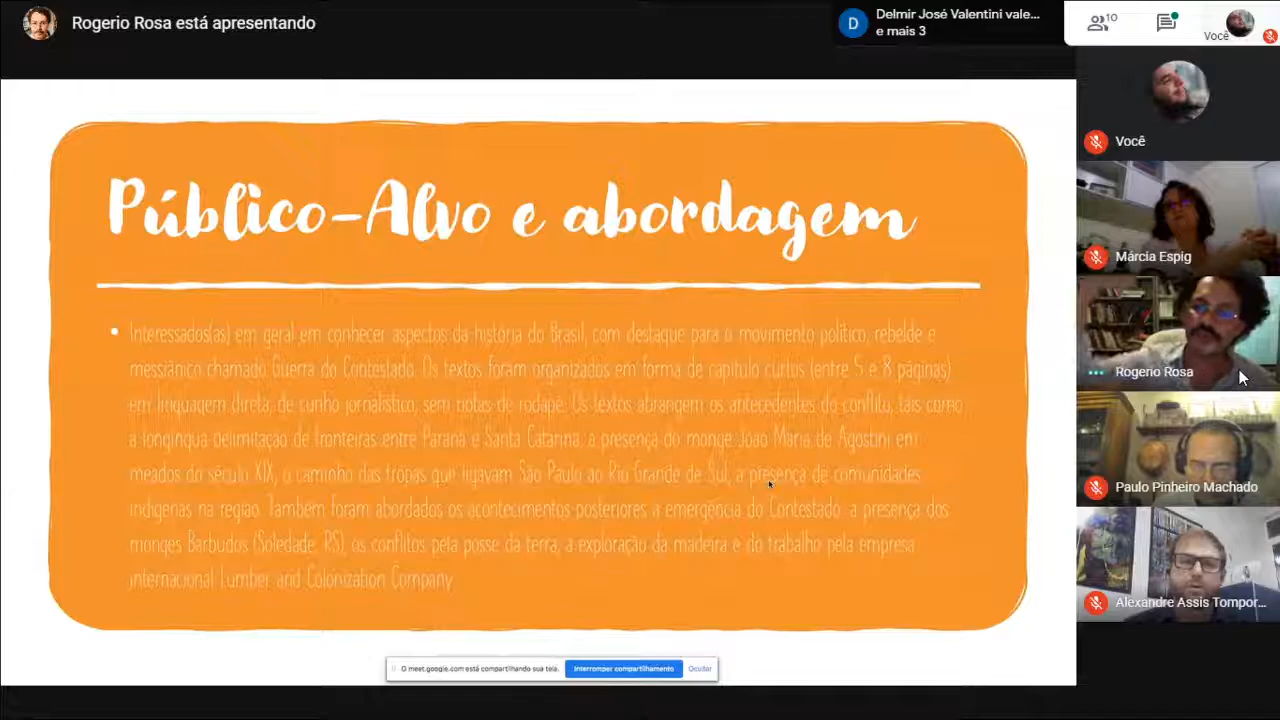 Rogerio Rosa está apresentando
D
Delmir José Valentini vale...
e mais 3
10
Você
Público-Alvo e abordagem
• Interessados(as) em geral em conhecer aspectos da história do Brasil, com destaque para o movimento político, rebelde e
messiânico chamado Guerra do Contestado. Os textos foram organizados em forma de capítulo curtos (entre 5 e 8 páginas)
em linguagem direta, de cunho jornalístico, sem notas de rodapé. Os textos abrangem os antecedentes do conflito, tais como
a longínqua delimitação de fronteiras entre Paraná e Santa Catarina, a presença do monge João Maria de Agostini em
meados do século XIX, o caminho das tropas que ligavam São Paulo ao Rio Grande de Sul, a presença de comunidades
indígenas na região. Também foram abordados os acontecimentos posteriores a emergência do Contestado: a presença dos
monges Barbudos (Soledade, RS), os conflitos pela posse da terra, a exploração da madeira e do trabalho pela empresa
internacional Lumber and Colonization Company
O meet.google.com está compartilhando sua tela.
Interromper compartilhamento
Ocultar
Você
Márcia Espig
Rogerio Rosa
Paulo Pinheiro Machado
Alexandre Assis Tompor...